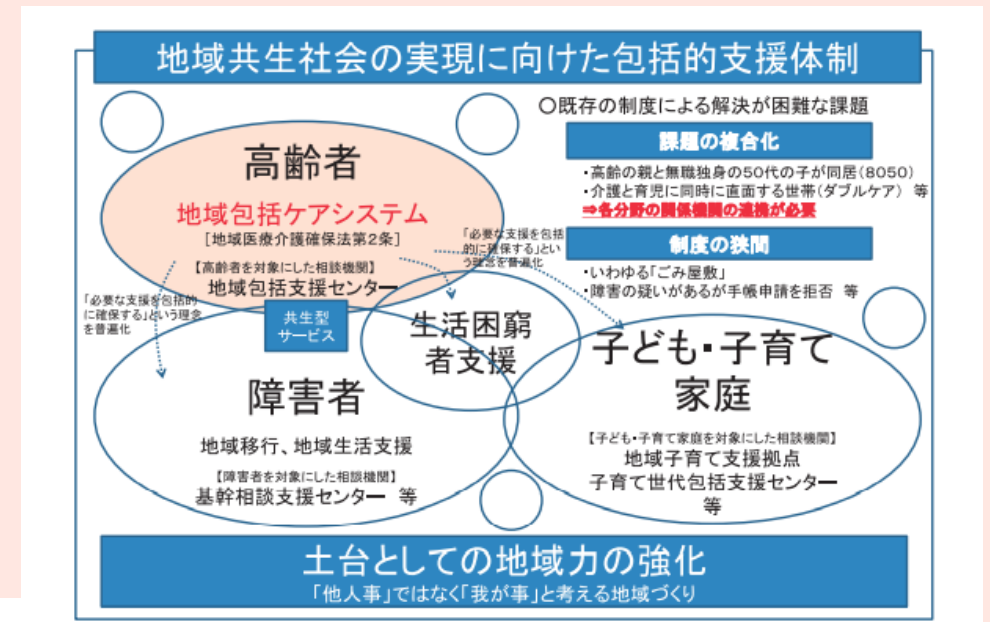 地域共生社会の実現に向けた包括的支援体制
〇既存の制度による解決が困難な課題
課題の複合化
・高齢の親と無職独身の50代の子が同居(8050)
・介護と育児に同時に直面する世帯(ダブルケア) 等
⇒各分野の関係機関の連携が必要
制度の狭間
・いわゆる「ごみ屋敷」
・障害の疑いがあるが手帳申請を拒否 等
高齢者
地域包括ケアシステム
[地域医療介護確保法第2条]
【高齢者を対象にした相談機関】
地域包括支援センター
「必要な支援を包括
的に確保する」とい
う理念を普遍化
「必要な支援を包括的
に確保する」という理念
を普遍化
共生型
サービス
生活困窮
者支援
障害者
地域移行、地域生活支援
【障害者を対象にした相談機関】
基幹相談支援センター 等
子ども・子育て
家庭
【子ども・子育て家庭を対象にした相談機関】
地域子育て支援拠点
子育て世代包括支援センター
等
土台としての地域力の強化
「他人事」ではなく「我が事」と考える地域づくり